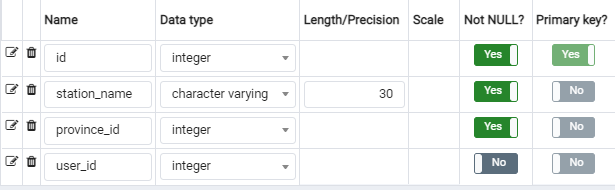 Name Data type Length/Precision Scale Not NULL? Primary key?
id integer Yes Yes
station_name character varying 30 Yes No
province_id integer Yes No
user_id integer No No